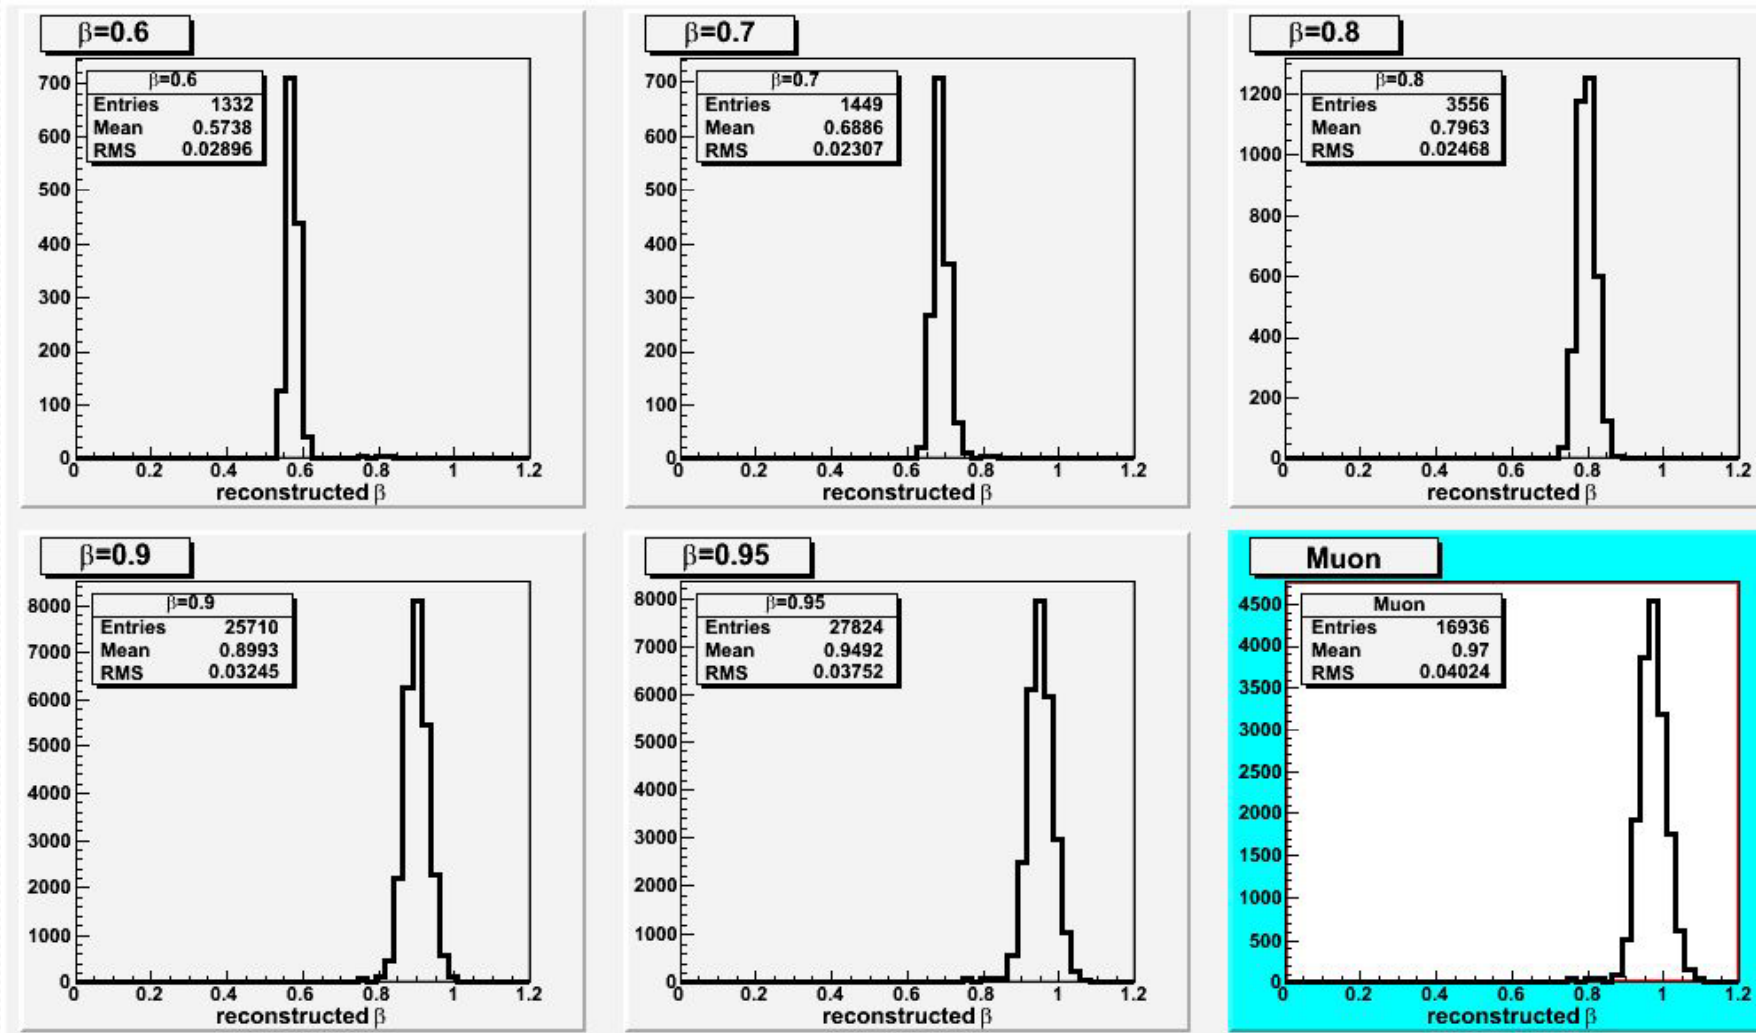 β=0.6
β=0.6
Entries 1332
Mean 0.5738
RMS 0.02896
700
600
500
400
300
200
100
0
0 0.2 0.4 0.6 0.8 1 1.2
reconstructed β
β=0.7
β=0.7
Entries 1449
Mean 0.6886
RMS 0.02307
700
600
500
400
300
200
100
0
0 0.2 0.4 0.6 0.8 1 1.2
reconstructed β
β=0.8
β=0.8
Entries 3556
Mean 0.7963
RMS 0.02468
1200
1000
800
600
400
200
0
0 0.2 0.4 0.6 0.8 1 1.2
reconstructed β
β=0.9
β=0.9
Entries 25710
Mean 0.8993
RMS 0.03245
8000
7000
6000
5000
4000
3000
2000
1000
0
0 0.2 0.4 0.6 0.8 1 1.2
reconstructed β
β=0.95
β=0.95
Entries 27824
Mean 0.9492
RMS 0.03752
8000
7000
6000
5000
4000
3000
2000
1000
0
0 0.2 0.4 0.6 0.8 1 1.2
reconstructed β
Muon
Muon
Entries 16936
Mean 0.97
RMS 0.04024
4500
4000
3500
3000
2500
2000
1500
1000
500
0
0 0.2 0.4 0.6 0.8 1 1.2
reconstructed β